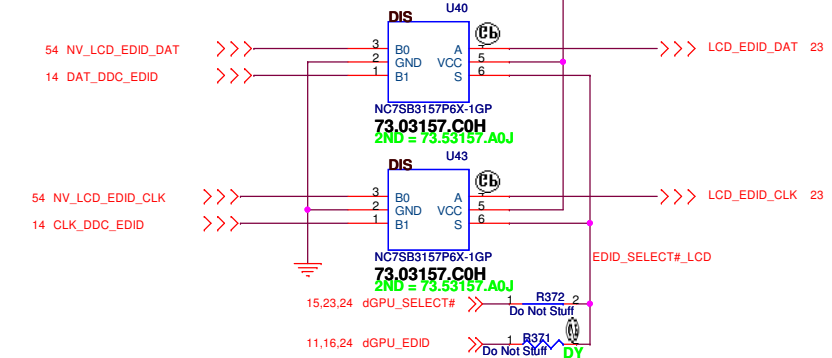 U40
DIS
54 NV_LCD_EDID_DAT 3 B0 A LCD_EDID_DAT 23
2 GND VCC 5
14 DAT_DDC_EDID 1 B1 S 6
NC7SB3157P6X-1GP
73.03157.C0H
2ND = 73.53157.A0J
U43
DIS
54 NV_LCD_EDID_CLK 3 B0 A LCD_EDID_CLK 23
2 GND VCC 5
14 CLK_DDC_EDID 1 B1 S 6
NC7SB3157P6X-1GP
EDID_SELECT#_LCD
73.03157.C0H
2ND = 73.53157.A0J
15,23,24 dGPU_SELECT# 1 R372 2
Do Not Stuff
11,16,24 dGPU_EDID 1 R371
Do Not Stuff DY